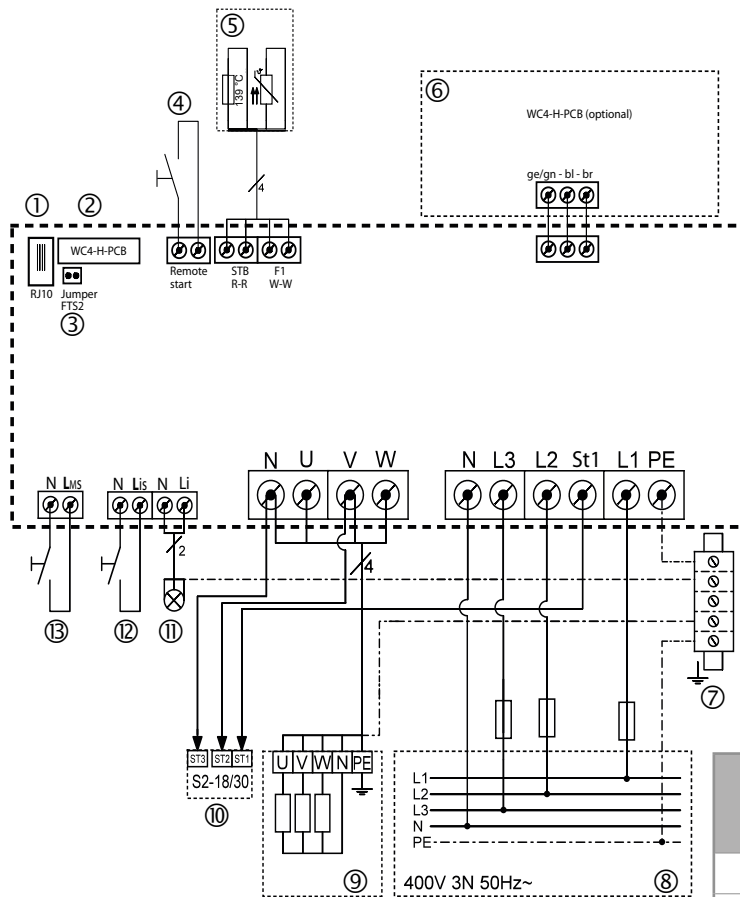 ⑤
139 °C
④
4
⑥
WC4-H-PCB (optional)
ge/gn - bl - br
①
②
WC4-H-PCB
RJ10
Jumper
FTS2
③
Remote
start
STB
R-R
F1
W-W
N LMS
N Lis
N Li
N U V W
N L3 L2 St1 L1 PE
2
4
⑬
⑫
⑪
⑦
ST3 ST2 ST1
S2-18/30
⑩
U V W N PE
⑨
L1
L2
L3
N
PE
400V 3N 50Hz~
⑧